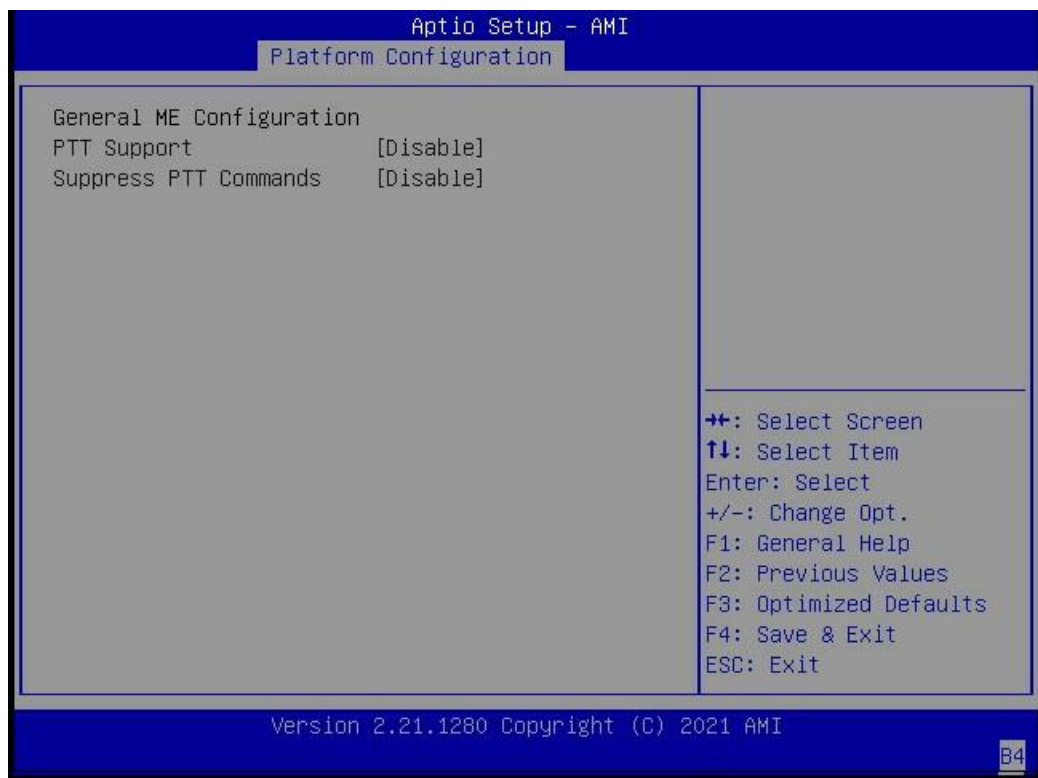 Aptio Setup – AMI
Platform Configuration
General ME Configuration
PTT Support [Disable]
Suppress PTT Commands [Disable]
→←: Select Screen
↑↓: Select Item
Enter: Select
+/-: Change Opt.
F1: General Help
F2: Previous Values
F3: Optimized Defaults
F4: Save & Exit
ESC: Exit
Version 2.21.1280 Copyright (C) 2021 AMI
B4